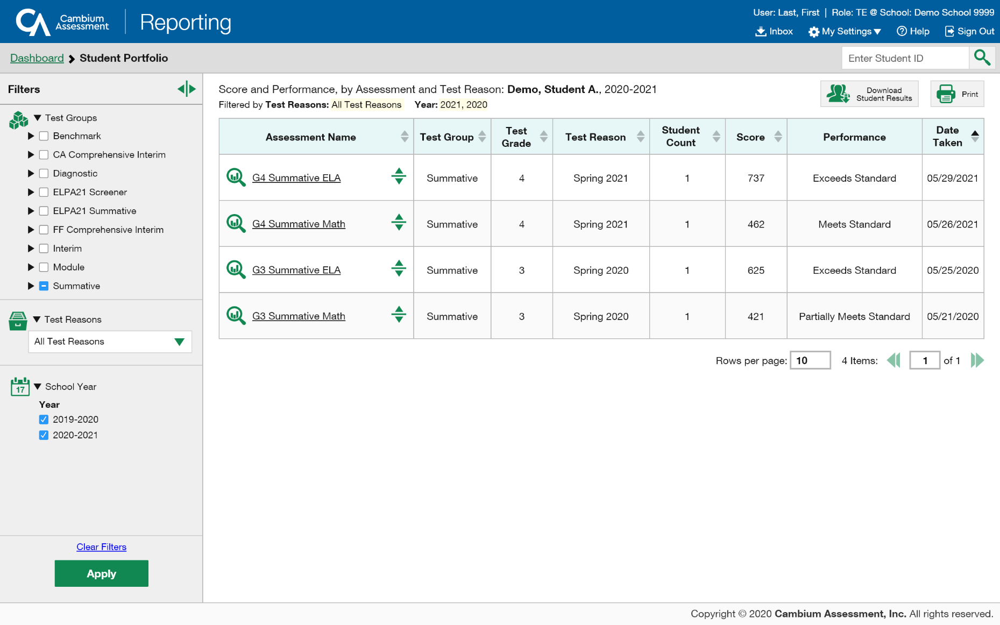 Cambium
Assessment
Reporting
User: Last, First | Role: TE @ School: Demo School 9999
Inbox My Settings Help Sign Out
Dashboard Student Portfolio
Enter Student ID
Filters
Test Groups
Benchmark
CA Comprehensive Interim
Diagnostic
ELPA21 Screener
ELPA21 Summative
FF Comprehensive Interim
Interim
Module
Summative
Test Reasons
All Test Reasons
17
School Year
Year
2019-2020
2020-2021
Clear Filters
Apply
Score and Performance, by Assessment and Test Reason: Demo, Student A., 2020-2021
Filtered by Test Reasons: All Test Reasons Year: 2021, 2020
Download
Student Results
Print
Assessment Name Test Group Test Grade Test Reason Student Count Score Performance Date Taken
G4 Summative ELA Summative 4 Spring 2021 1 737 Exceeds Standard 05/29/2021
G4 Summative Math Summative 4 Spring 2021 1 462 Meets Standard 05/26/2021
G3 Summative ELA Summative 3 Spring 2020 1 625 Exceeds Standard 05/25/2020
G3 Summative Math Summative 3 Spring 2020 1 421 Partially Meets Standard 05/21/2020
Rows per page: 10 4 Items: 1 of 1
Copyright © 2020 Cambium Assessment, Inc. All rights reserved.